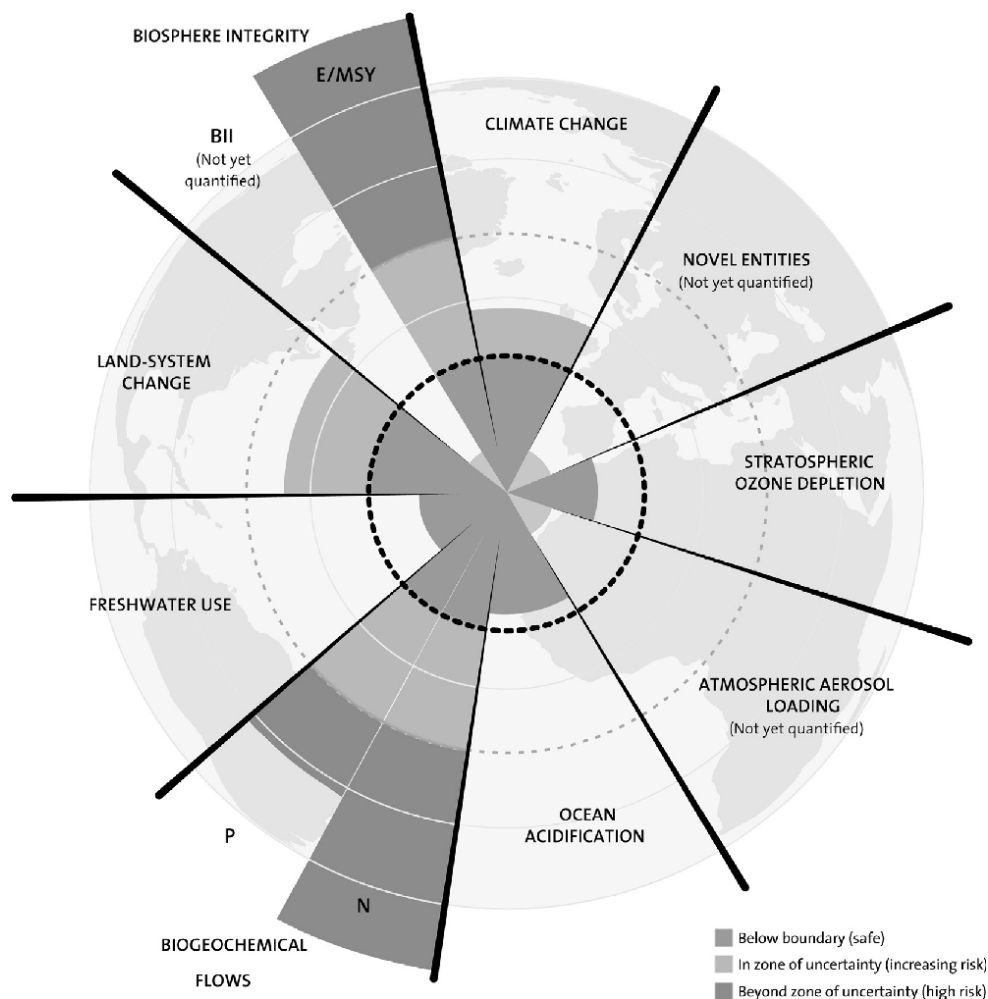 BIOSPHERE INTEGRITY
E/MSY
CLIMATE CHANGE
BII
(Not yet
quantified)
NOVEL ENTITIES
(Not yet quantified)
LAND-SYSTEM
CHANGE
STRATOSPHERIC
OZONE DEPLETION
FRESHWATER USE
ATMOSPHERIC AEROSOL
LOADING
(Not yet quantified)
OCEAN
ACIDIFICATION
P
N
BIOGEOCHEMICAL
FLOWS
Below boundary (safe)
In zone of uncertainty (increasing risk)
Beyond zone of uncertainty (high risk)